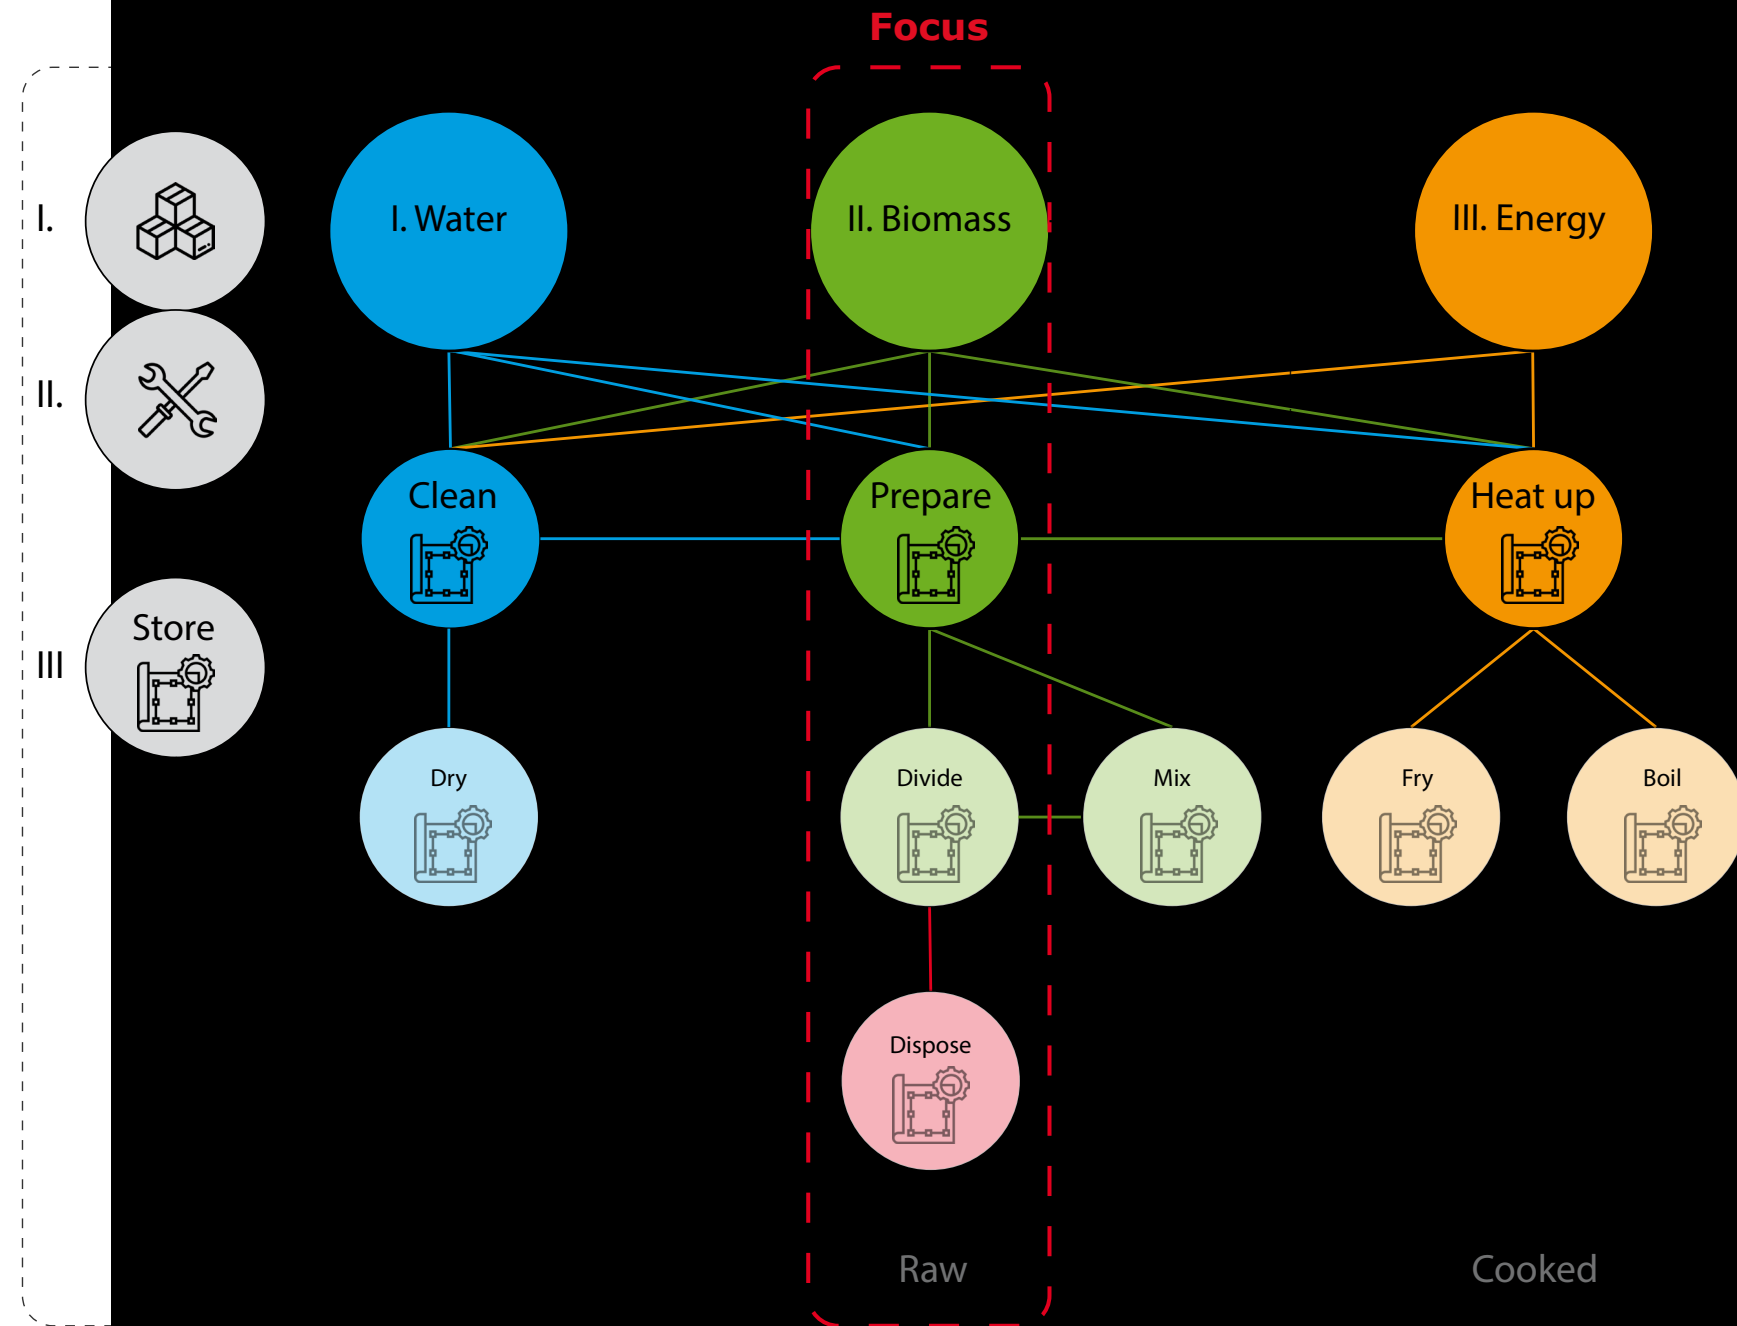 Focus
I.
I. Water
II. Biomass
III. Energy
II.
Clean
Prepare
Heat up
III
Store
Dry
Divide
Mix
Fry
Boil
Dispose
Raw
Cooked